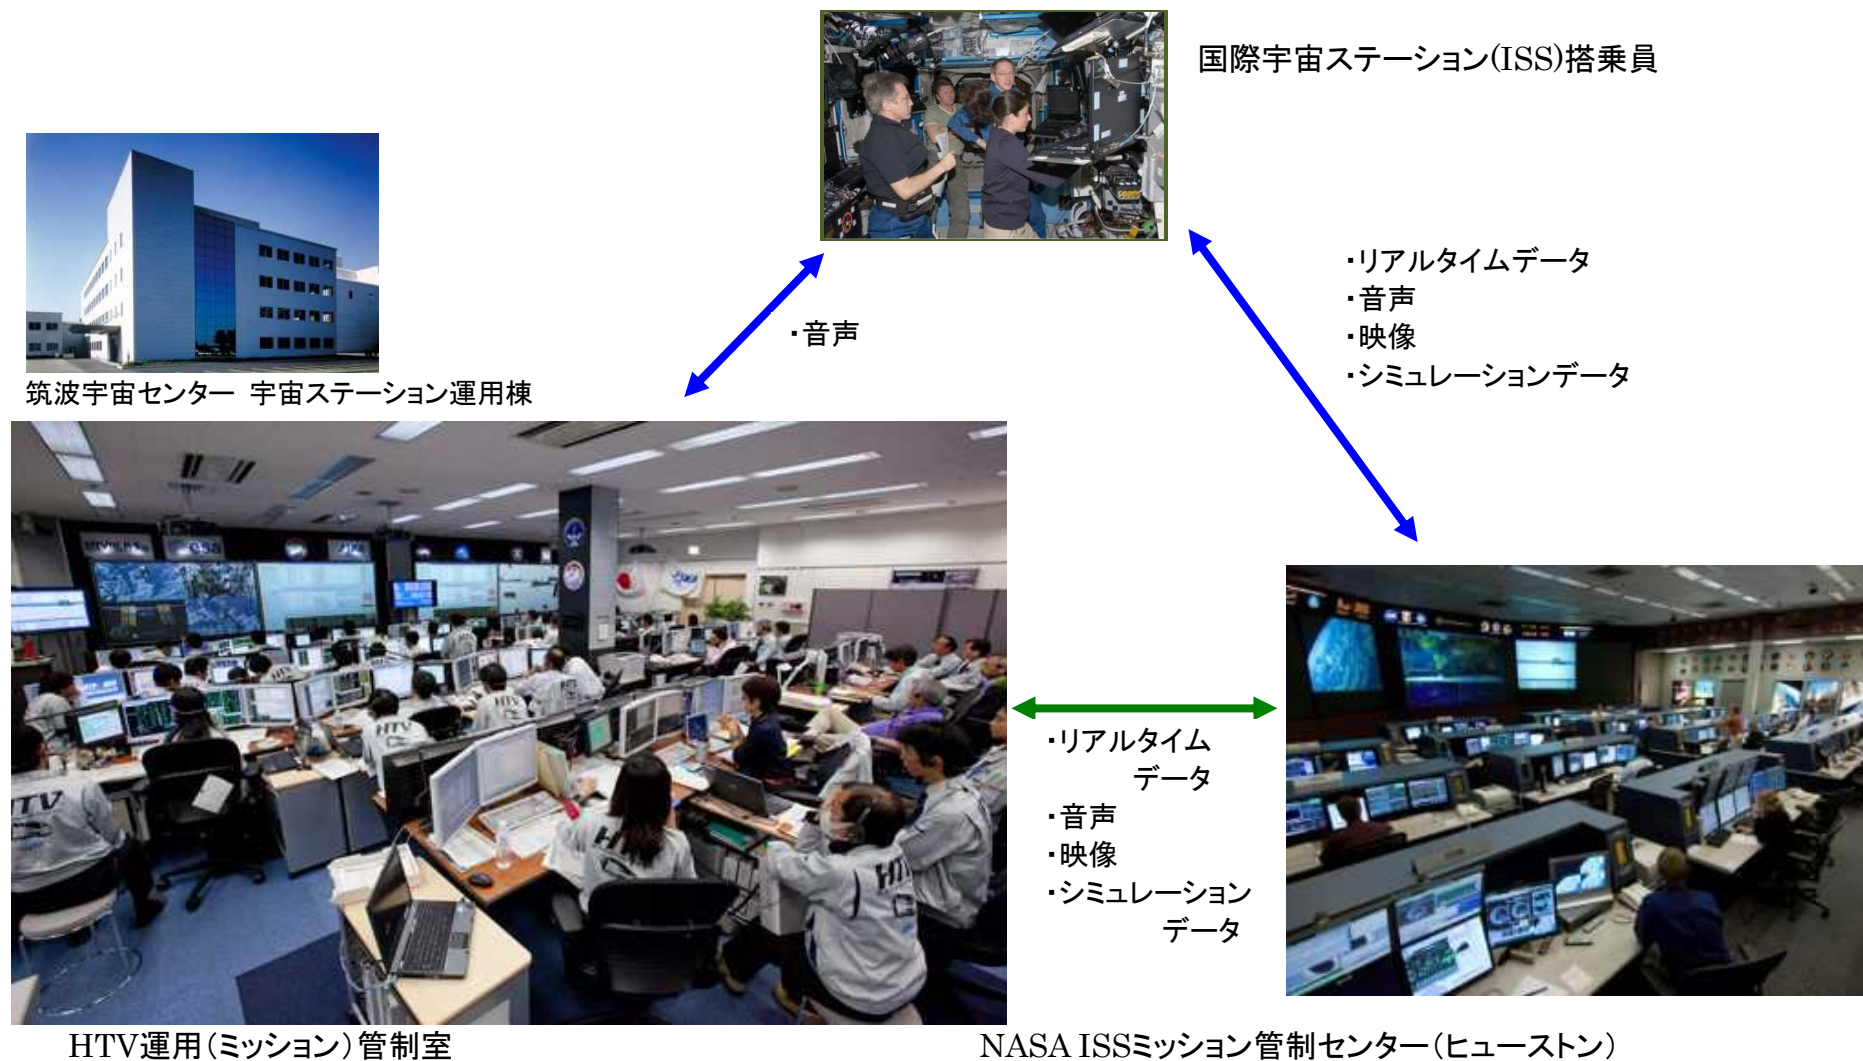 国際宇宙ステーション(ISS)搭乗員
・リアルタイムデータ
・音声
・映像
・シミュレーションデータ
・音声
筑波宇宙センター 宇宙ステーション運用棟
・リアルタイム
データ
・音声
・映像
・シミュレーション
データ
esa
HTV
HTV
HTV
HTV
HTV運用(ミッション)管制室
NASA ISSミッション管制センター(ヒューストン)